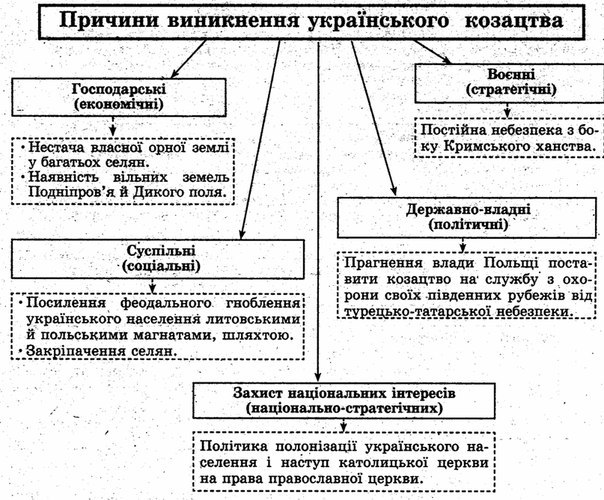 Причини виникнення українського козацтва
Господарські
(економічні)
· Нестача власної орної землі
у багатьох селян.
· Наявність вільних земель
Подніпров’я й Дикого поля.
Воєнні
(стратегічні)
Постійна небезпека з бо-
ку Кримського ханства.
Суспільні
(соціальні)
· Посилення феодального гноблення
українського населення литовськими
й польськими магнатами, шляхтою.
· Закріпачення селян.
Державно-владні
(політичні)
Прагнення влади Польщі поста-
вити козацтво на службу з охо-
рони своїх південних рубежів від
турецько-татарської небезпеки.
Захист національних інтересів
(національно-стратегічних)
Політика полонізації українського на-
селення і наступ католицької церкви
на права православної церкви.